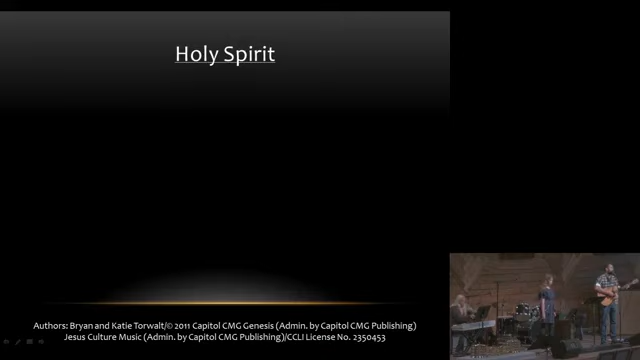 Holy Spirit
Authors: Bryan and Katie Torwalt/© 2011 Capitol CMG Genesis (Admin. by Capitol CMG Publishing)
Jesus Culture Music (Admin. by Capitol CMG Publishing)/CCLI License No. 2350453